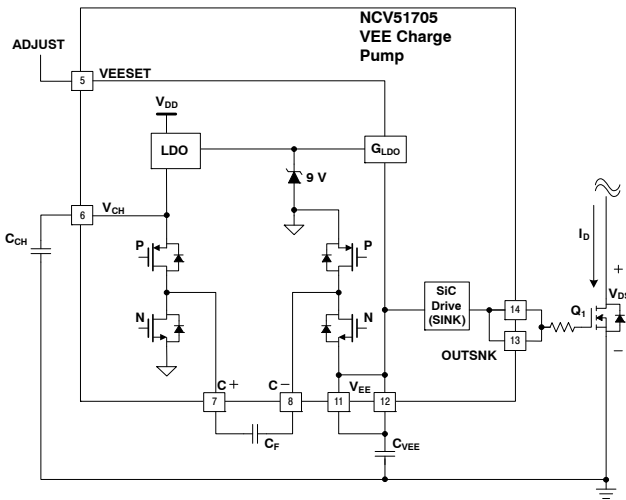 NCV51705
VEE Charge
Pump
ADJUST
5
VEESET
VDD
LDO
GLDO
9 V
6
VCH
CCH
P
P
N
N
SiC
Drive
(SINK)
14
13
OUTSNK
ID
+
VDS
Q1
−
C+
C−
VEE
7
8
11
12
CF
CVEE